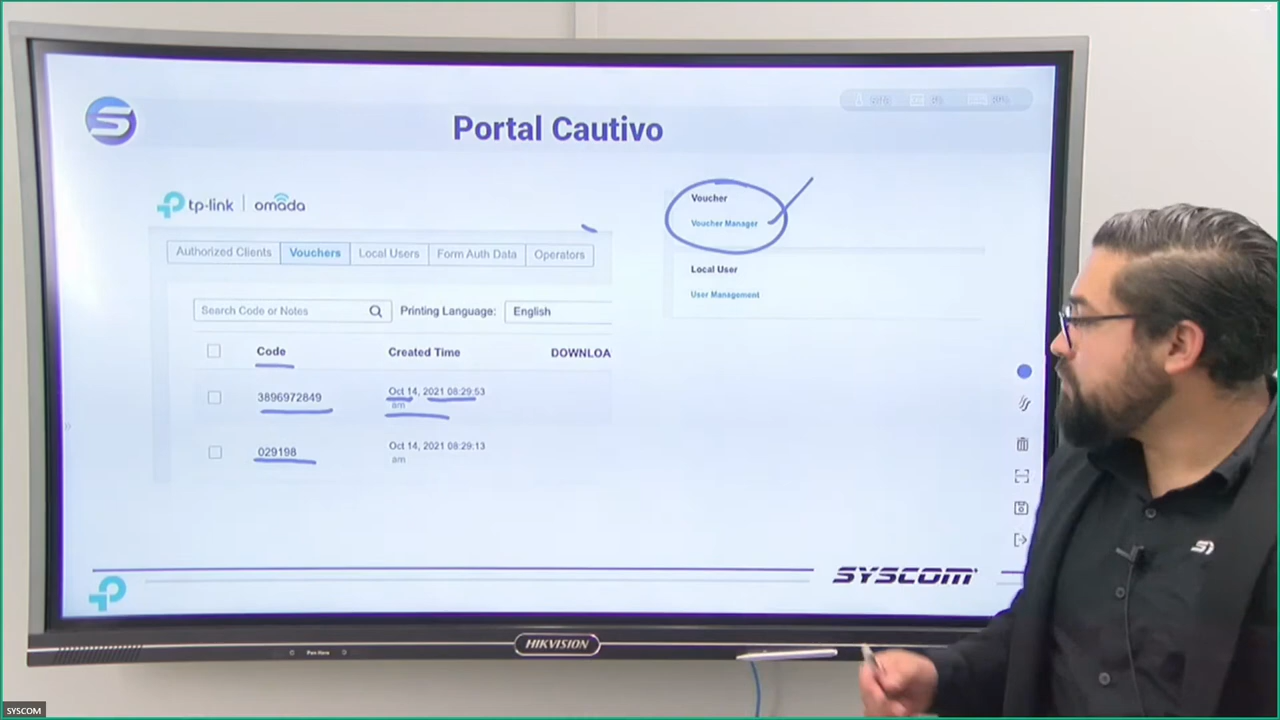 Portal Cautivo
tp-link | omada
Authorized Clients Vouchers Local Users Form Auth Data Operators
Search Code or Notes Printing Language: English
Code Created Time DOWNLOA
3896972849 Oct 14, 2021 08:29:53
am
029198 Oct 14, 2021 08:29:13
am
Voucher
Voucher Manager
Local User
User Management
SYSCOM
HIKVISION
Pen Here
SYSCOM